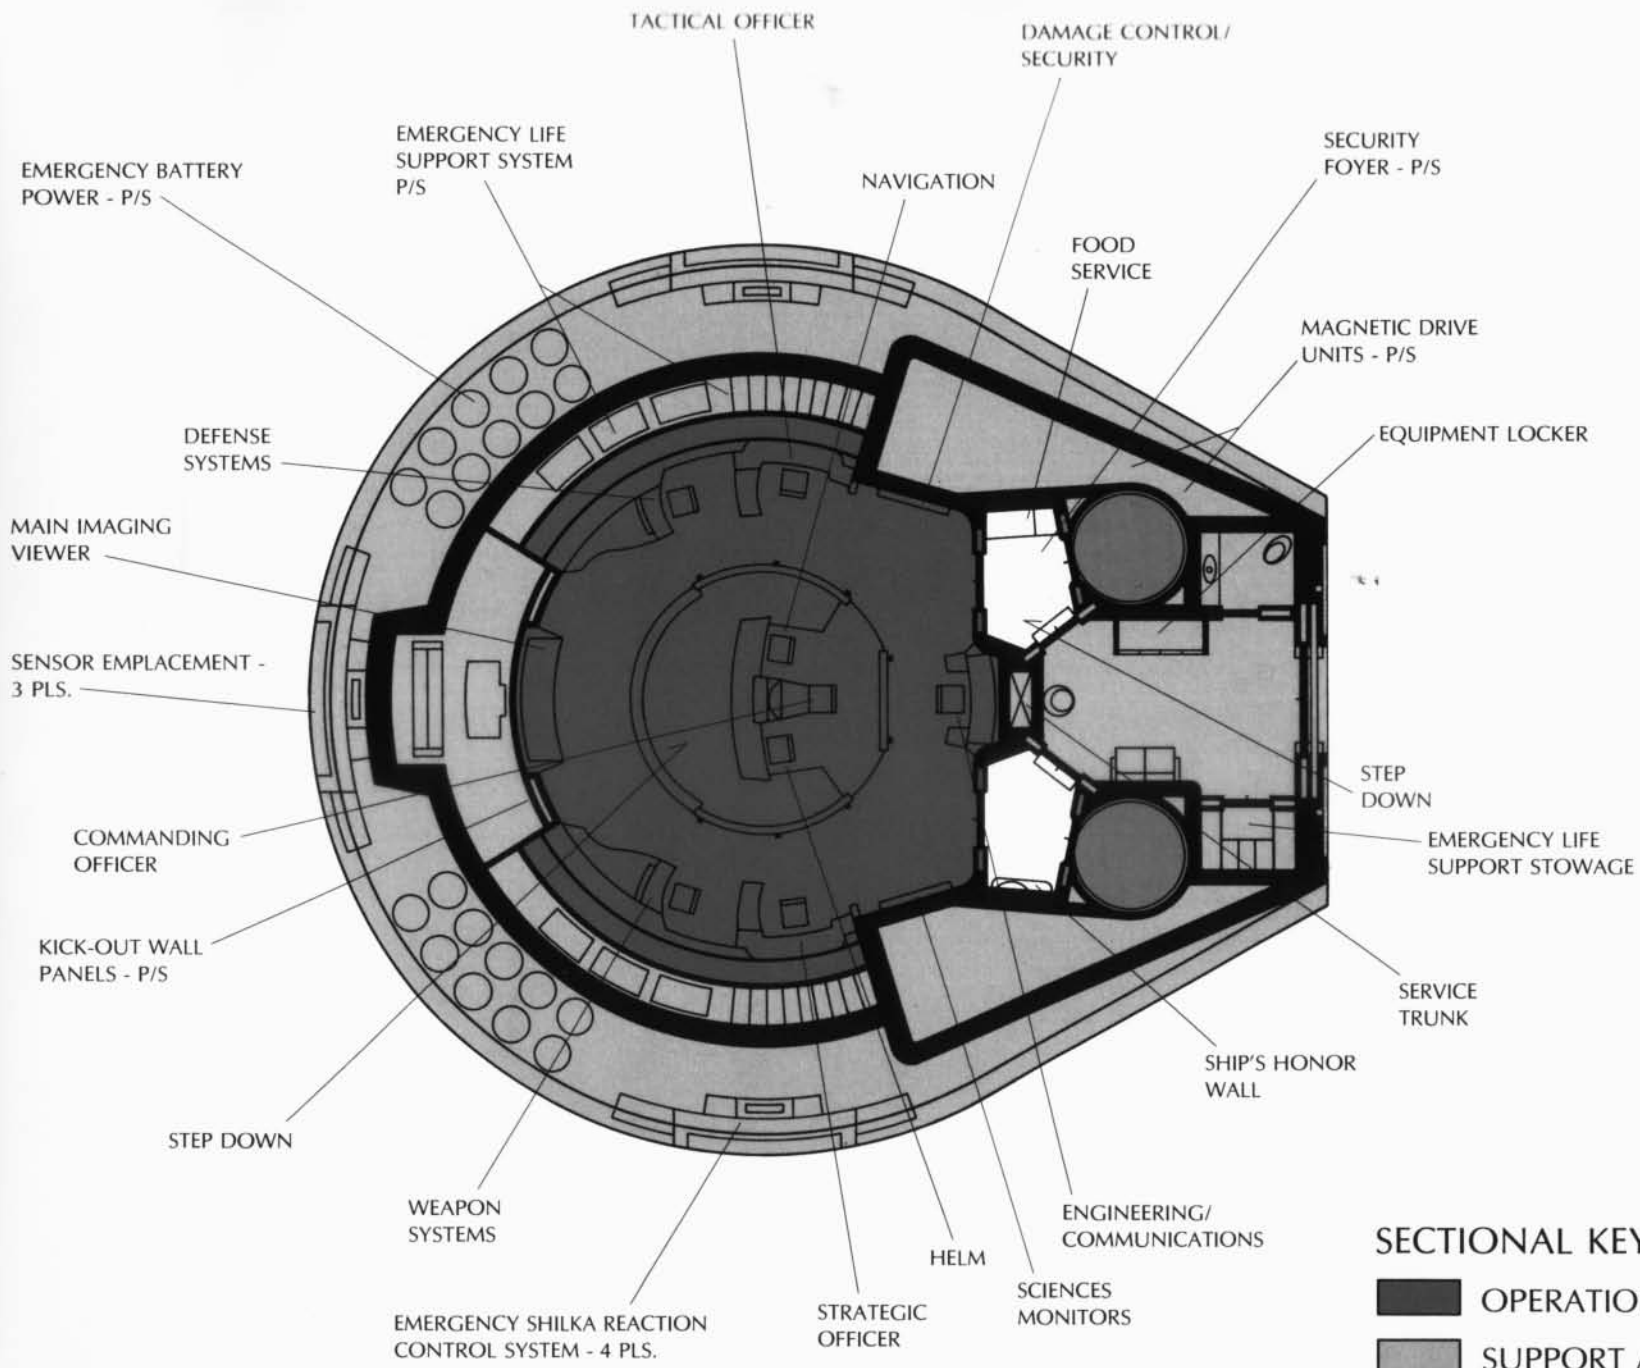 TACTICAL OFFICER
DAMAGE CONTROL/
SECURITY
EMERGENCY LIFE
SUPPORT SYSTEM
P/S
SECURITY
FOYER - P/S
EMERGENCY BATTERY
POWER - P/S
NAVIGATION
FOOD
SERVICE
MAGNETIC DRIVE
UNITS - P/S
DEFENSE
SYSTEMS
EQUIPMENT LOCKER
MAIN IMAGING
VIEWER
SENSOR EMPLACEMENT -
3 PLS.
STEP
DOWN
COMMANDING
OFFICER
EMERGENCY LIFE
SUPPORT STOWAGE
KICK-OUT WALL
PANELS - P/S
SERVICE
TRUNK
SHIP'S HONOR
WALL
STEP DOWN
WEAPON
SYSTEMS
ENGINEERING/
COMMUNICATIONS
HELM
SCIENCES
MONITORS
STRATEGIC
OFFICER
EMERGENCY SHILKA REACTION
CONTROL SYSTEM - 4 PLS.
SECTIONAL KEY
OPERATIO
SUPPORT